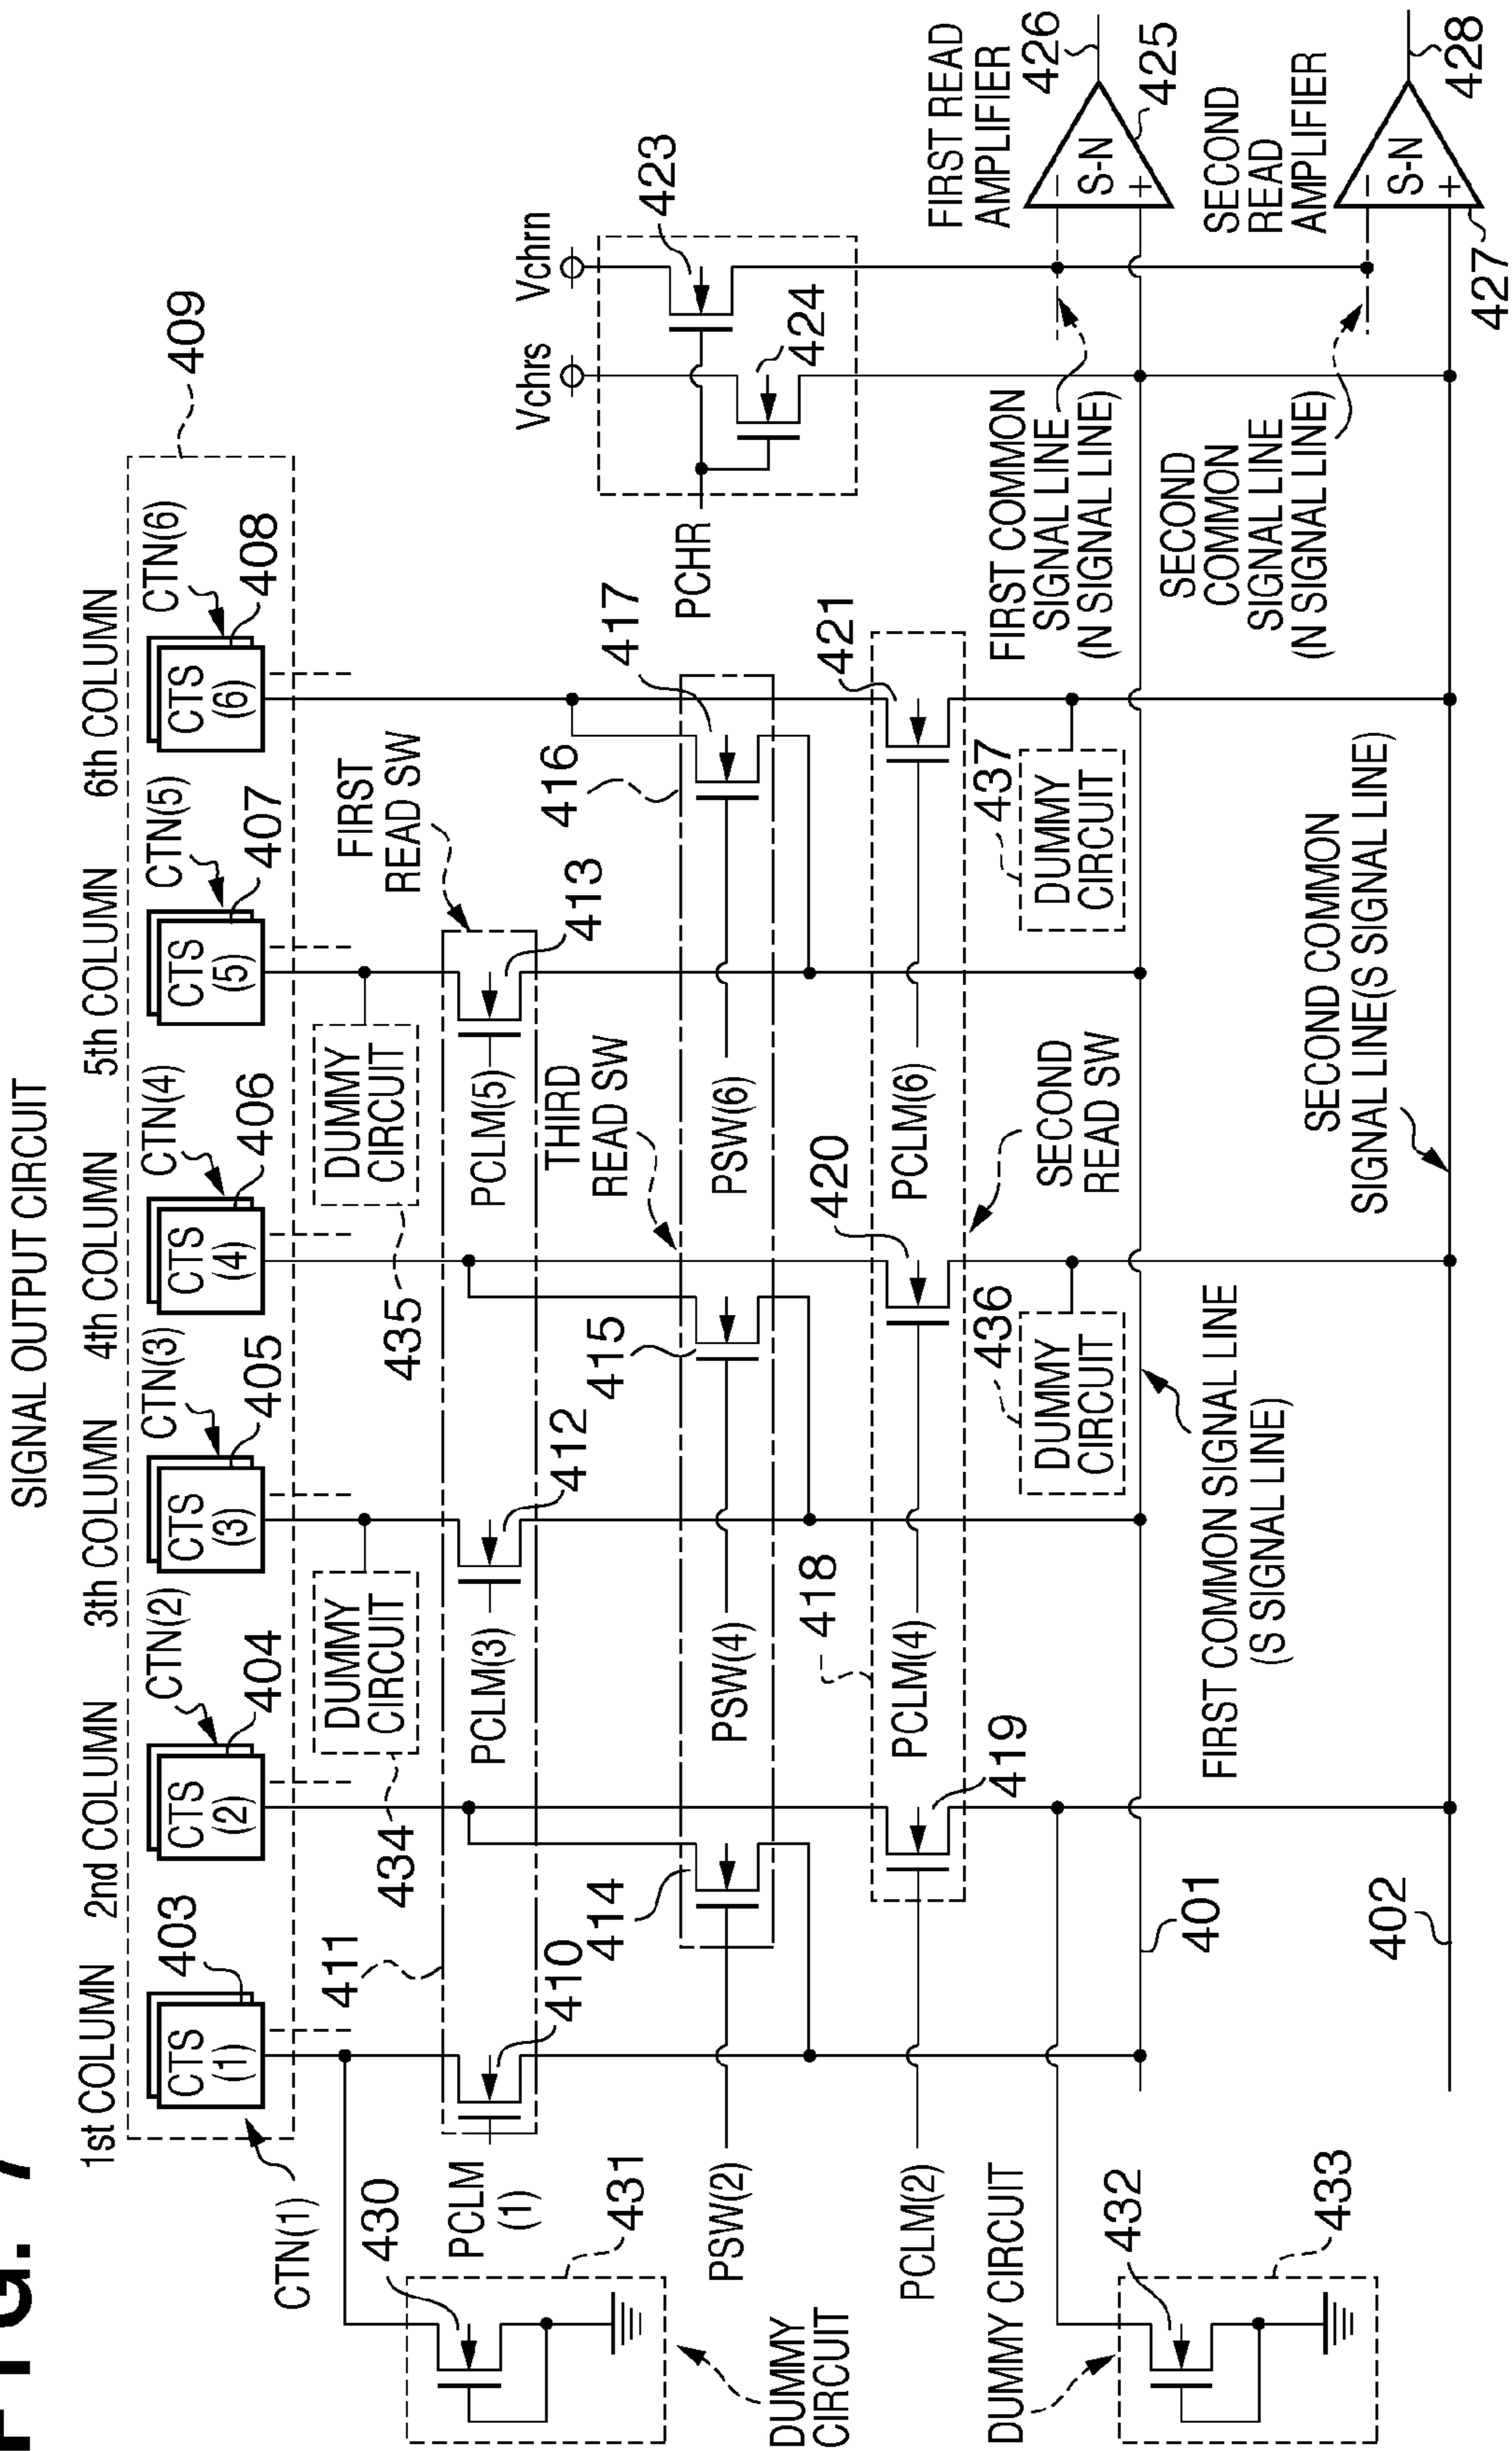 FIG. 7
SIGNAL OUTPUT CIRCUIT
1st COLUMN
2nd COLUMN
3th COLUMN
4th COLUMN
5th COLUMN
6th COLUMN
409
CTS
(1)
403
CTN(1)
CTS
(2)
404
CTN(2)
CTS
(3)
405
CTN(3)
CTS
(4)
406
CTN(4)
CTS
(5)
407
CTN(5)
CTS
(6)
408
CTN(6)
411
434
DUMMY
CIRCUIT
435
DUMMY
CIRCUIT
FIRST
READ SW
430
431
DUMMY
CIRCUIT
PCLM
(1)
410
PCLM(3)
412
PCLM(5)
413
THIRD
READ SW
416
PSW(2)
414
PSW(4)
415
PSW(6)
417
PCLM(2)
419
418
PCLM(4)
420
PCLM(6)
421
SECOND
READ SW
DUMMY CIRCUIT
432
433
436
DUMMY
CIRCUIT
437
DUMMY
CIRCUIT
Vchrs
Vchrn
423
424
PCHR
FIRST COMMON
SIGNAL LINE
(N SIGNAL LINE)
SECOND
COMMON
SIGNAL LINE
(N SIGNAL LINE)
FIRST READ
AMPLIFIER
426
S-N
−
+
425
SECOND
READ
AMPLIFIER
S-N
−
+
428
427
401
FIRST COMMON SIGNAL LINE
(S SIGNAL LINE)
402
SECOND COMMON
SIGNAL LINE(S SIGNAL LINE)